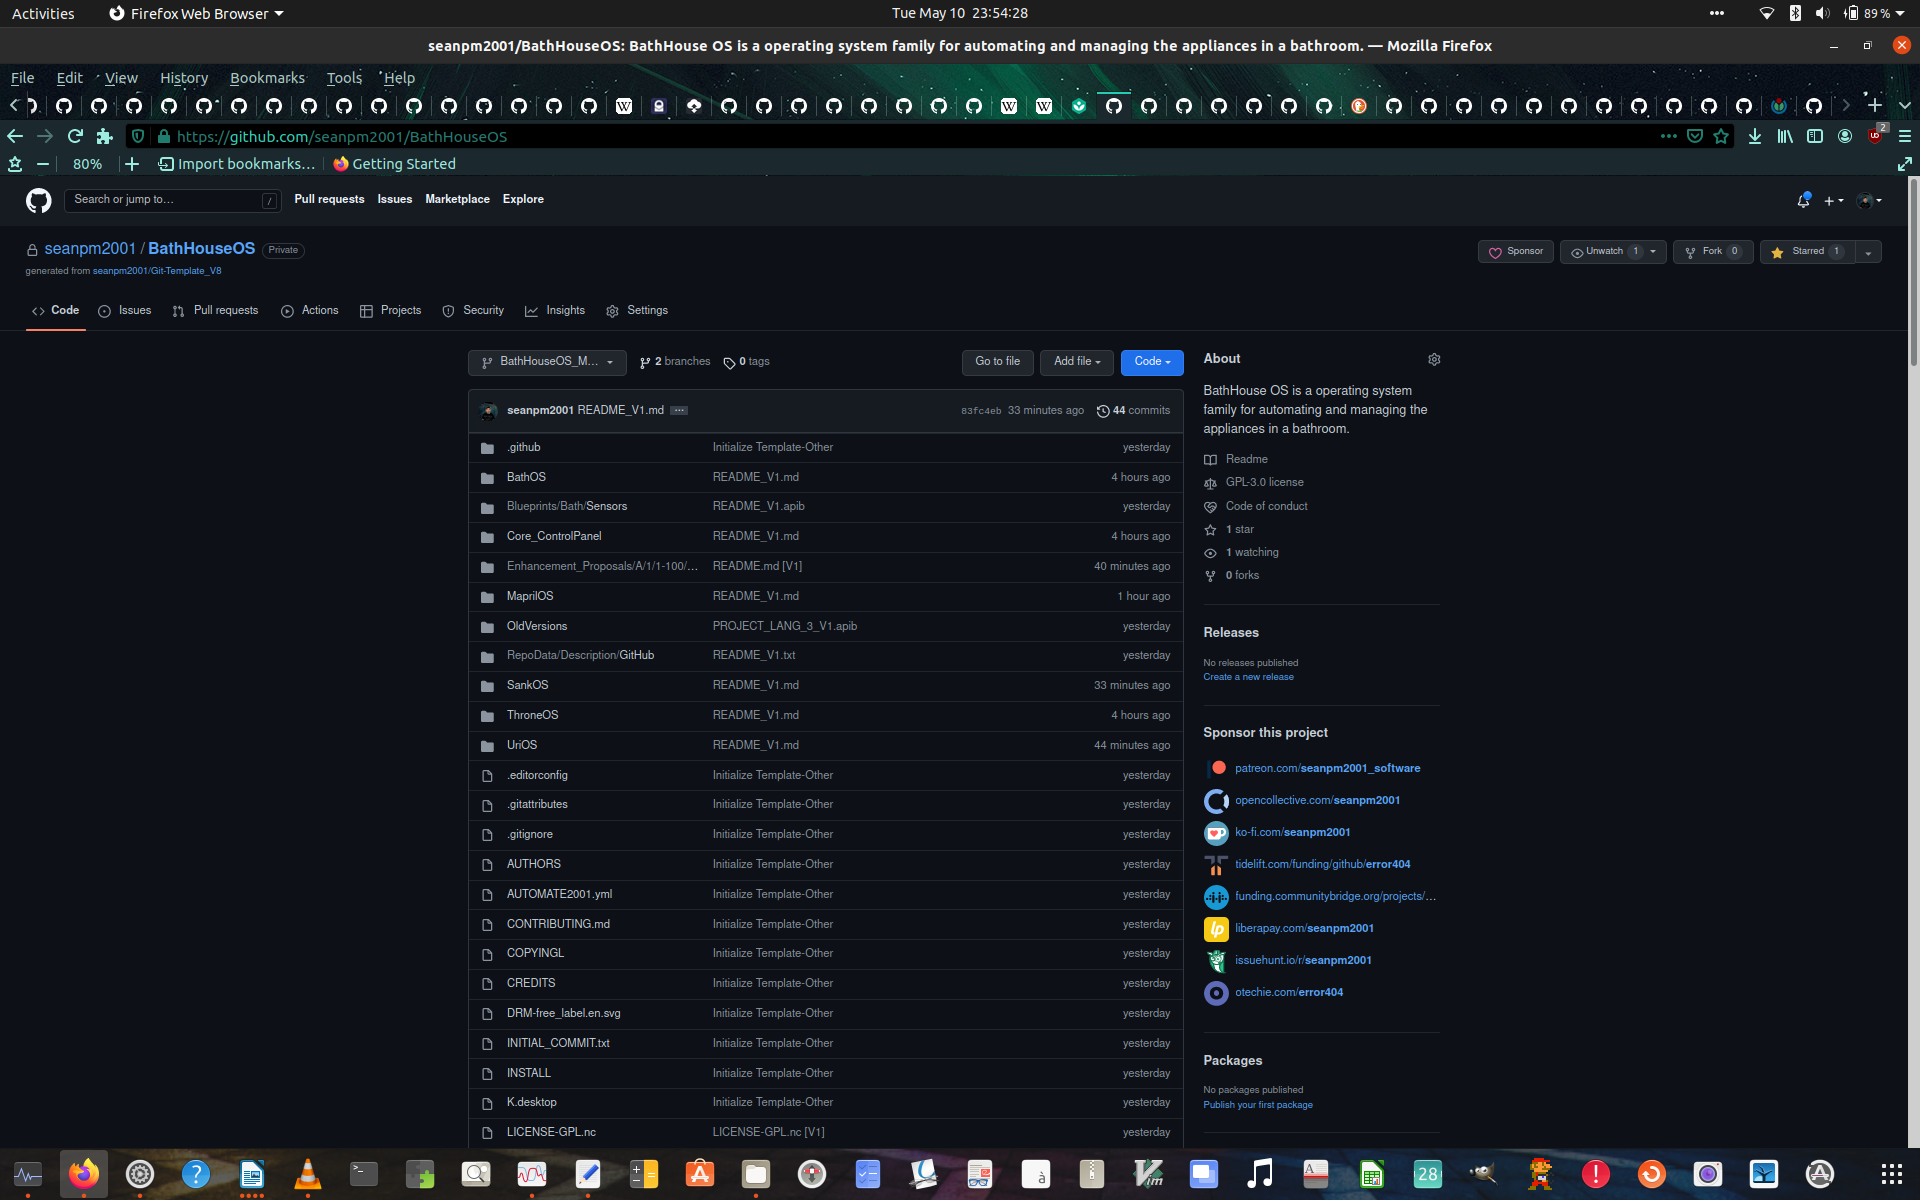 Activities Firefox Web Browser Tue May 10 23:54:28 89 %
seanpm2001/BathHouseOS: BathHouse OS is a operating system family for automating and managing the appliances in a bathroom. — Mozilla Firefox
File Edit View History Bookmarks Tools Help
https://github.com/seanpm2001/BathHouseOS 2
80% Import bookmarks... Getting Started
Search or jump to... / Pull requests Issues Marketplace Explore
seanpm2001 / BathHouseOS Private Sponsor Unwatch 1 Fork 0 Starred 1
generated from seanpm2001/Git-Template_V8
Code Issues Pull requests Actions Projects Security Insights Settings
BathHouseOS_M... 2 branches 0 tags Go to file Add file Code
seanpm2001 README_V1.md ... 83fc4eb 33 minutes ago 44 commits
.github Initialize Template-Other yesterday
BathOS README_V1.md 4 hours ago
Blueprints/Bath/Sensors README_V1.apib yesterday
Core_ControlPanel README_V1.md 4 hours ago
Enhancement_Proposals/A/1/1-100/... README.md [V1] 40 minutes ago
MaprilOS README_V1.md 1 hour ago
OldVersions PROJECT_LANG_3_V1.apib yesterday
RepoData/Description/GitHub README_V1.txt yesterday
SankOS README_V1.md 33 minutes ago
ThroneOS README_V1.md 4 hours ago
UriOS README_V1.md 44 minutes ago
.editorconfig Initialize Template-Other yesterday
.gitattributes Initialize Template-Other yesterday
.gitignore Initialize Template-Other yesterday
AUTHORS Initialize Template-Other yesterday
AUTOMATE2001.yml Initialize Template-Other yesterday
CONTRIBUTING.md Initialize Template-Other yesterday
COPYINGL Initialize Template-Other yesterday
CREDITS Initialize Template-Other yesterday
DRM-free_label.en.svg Initialize Template-Other yesterday
INITIAL_COMMIT.txt Initialize Template-Other yesterday
INSTALL Initialize Template-Other yesterday
K.desktop Initialize Template-Other yesterday
LICENSE-GPL.nc LICENSE-GPL.nc [V1] yesterday
About
BathHouse OS is a operating system
family for automating and managing the
appliances in a bathroom.
Readme
GPL-3.0 license
Code of conduct
1 star
1 watching
0 forks
Releases
No releases published
Create a new release
Sponsor this project
patreon.com/seanpm2001_software
opencollective.com/seanpm2001
ko-fi.com/seanpm2001
tidelift.com/funding/github/error404
funding.communitybridge.org/projects/...
lp liberapay.com/seanpm2001
issuehunt.io/r/seanpm2001
otechie.com/error404
Packages
No packages published
Publish your first package
28